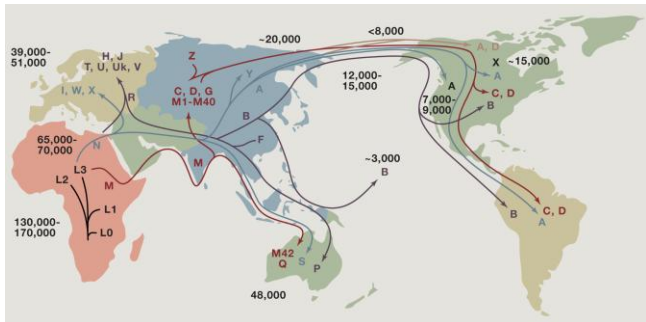 39,000-
51,000
H, J
T, U, Uk, V
I, W, X
R
65,000-
70,000
N
L3
L2
M
L1
L0
130,000-
170,000
Z
C, D, G
M1-M40
Y
A
B
F
M
~20,000
<8,000
12,000-
15,000
~3,000
B
M42
Q
S
P
48,000
A, D
X
~15,000
A
A
C, D
7,000-
9,000
B
B
C, D
A